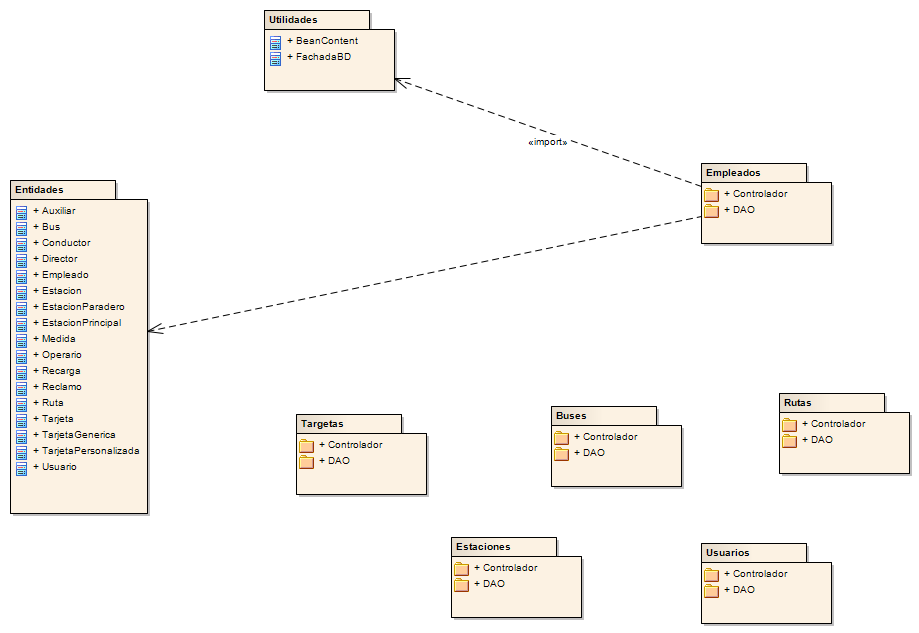 Utilidades
+ BeanContent
+ FachadaBD
«import»
Empleados
+ Controlador
+ DAO
Entidades
+ Auxiliar
+ Bus
+ Conductor
+ Director
+ Empleado
+ Estacion
+ EstacionParadero
+ EstacionPrincipal
+ Medida
+ Operario
+ Recarga
+ Reclamo
+ Ruta
+ Tarjeta
+ TarjetaGenerica
+ TarjetaPersonalizada
+ Usuario
Targetas
+ Controlador
+ DAO
Buses
+ Controlador
+ DAO
Rutas
+ Controlador
+ DAO
Estaciones
+ Controlador
+ DAO
Usuarios
+ Controlador
+ DAO